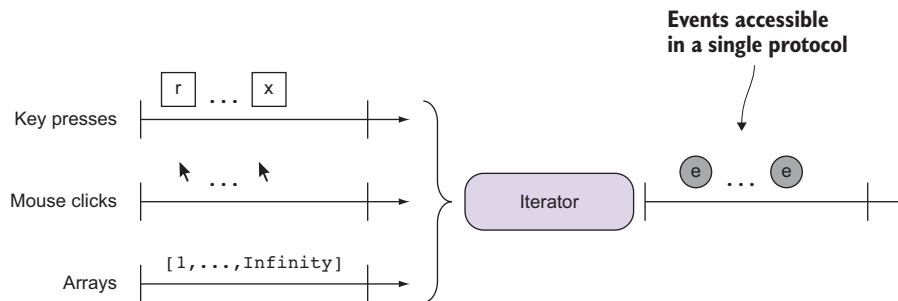 Events accessible
in a single protocol
r ... x
Key presses
e ... e
...
Mouse clicks
Iterator
[1,...,Infinity]
Arrays